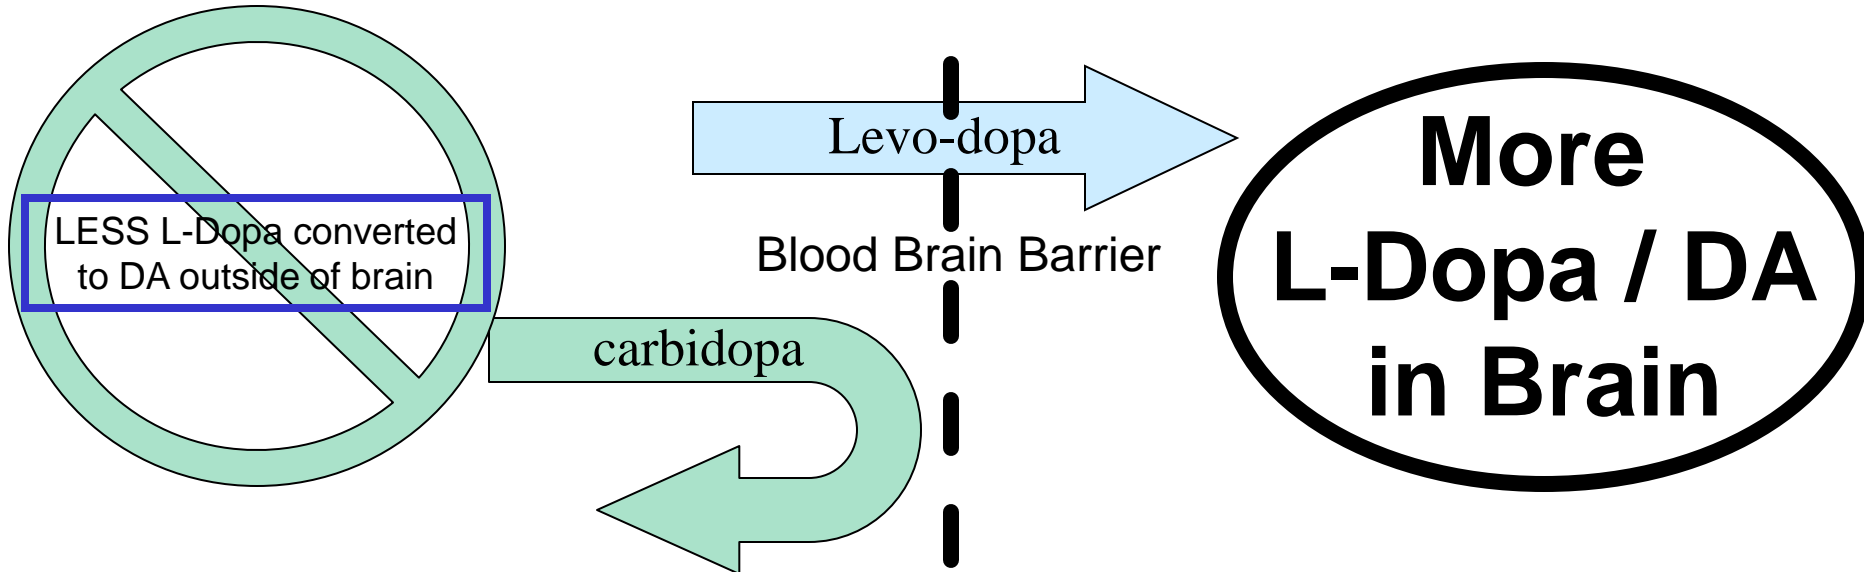 LESS L-Dopa converted
to DA outside of brain
Levo-dopa
Blood Brain Barrier
carbidopa
More
L-Dopa / DA
in Brain